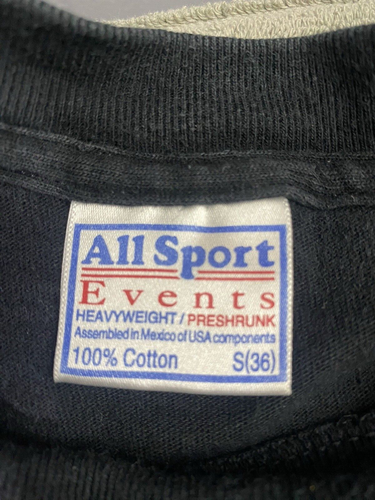 All Sport
Events
HEAVYWEIGHT / PRESHRUNK
Assembled in Mexico of USA components
100% Cotton S(36)